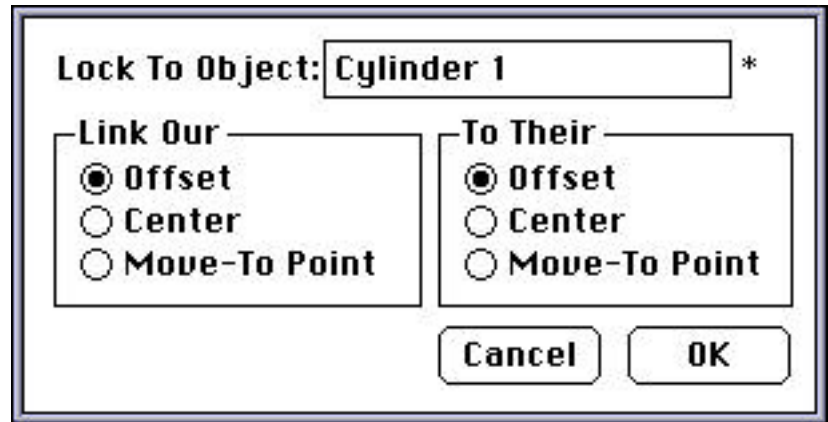 Lock To Object: Cylinder 1 *
Link Our
Offset
Center
Move-To Point
To Their
Offset
Center
Move-To Point
Cancel
OK